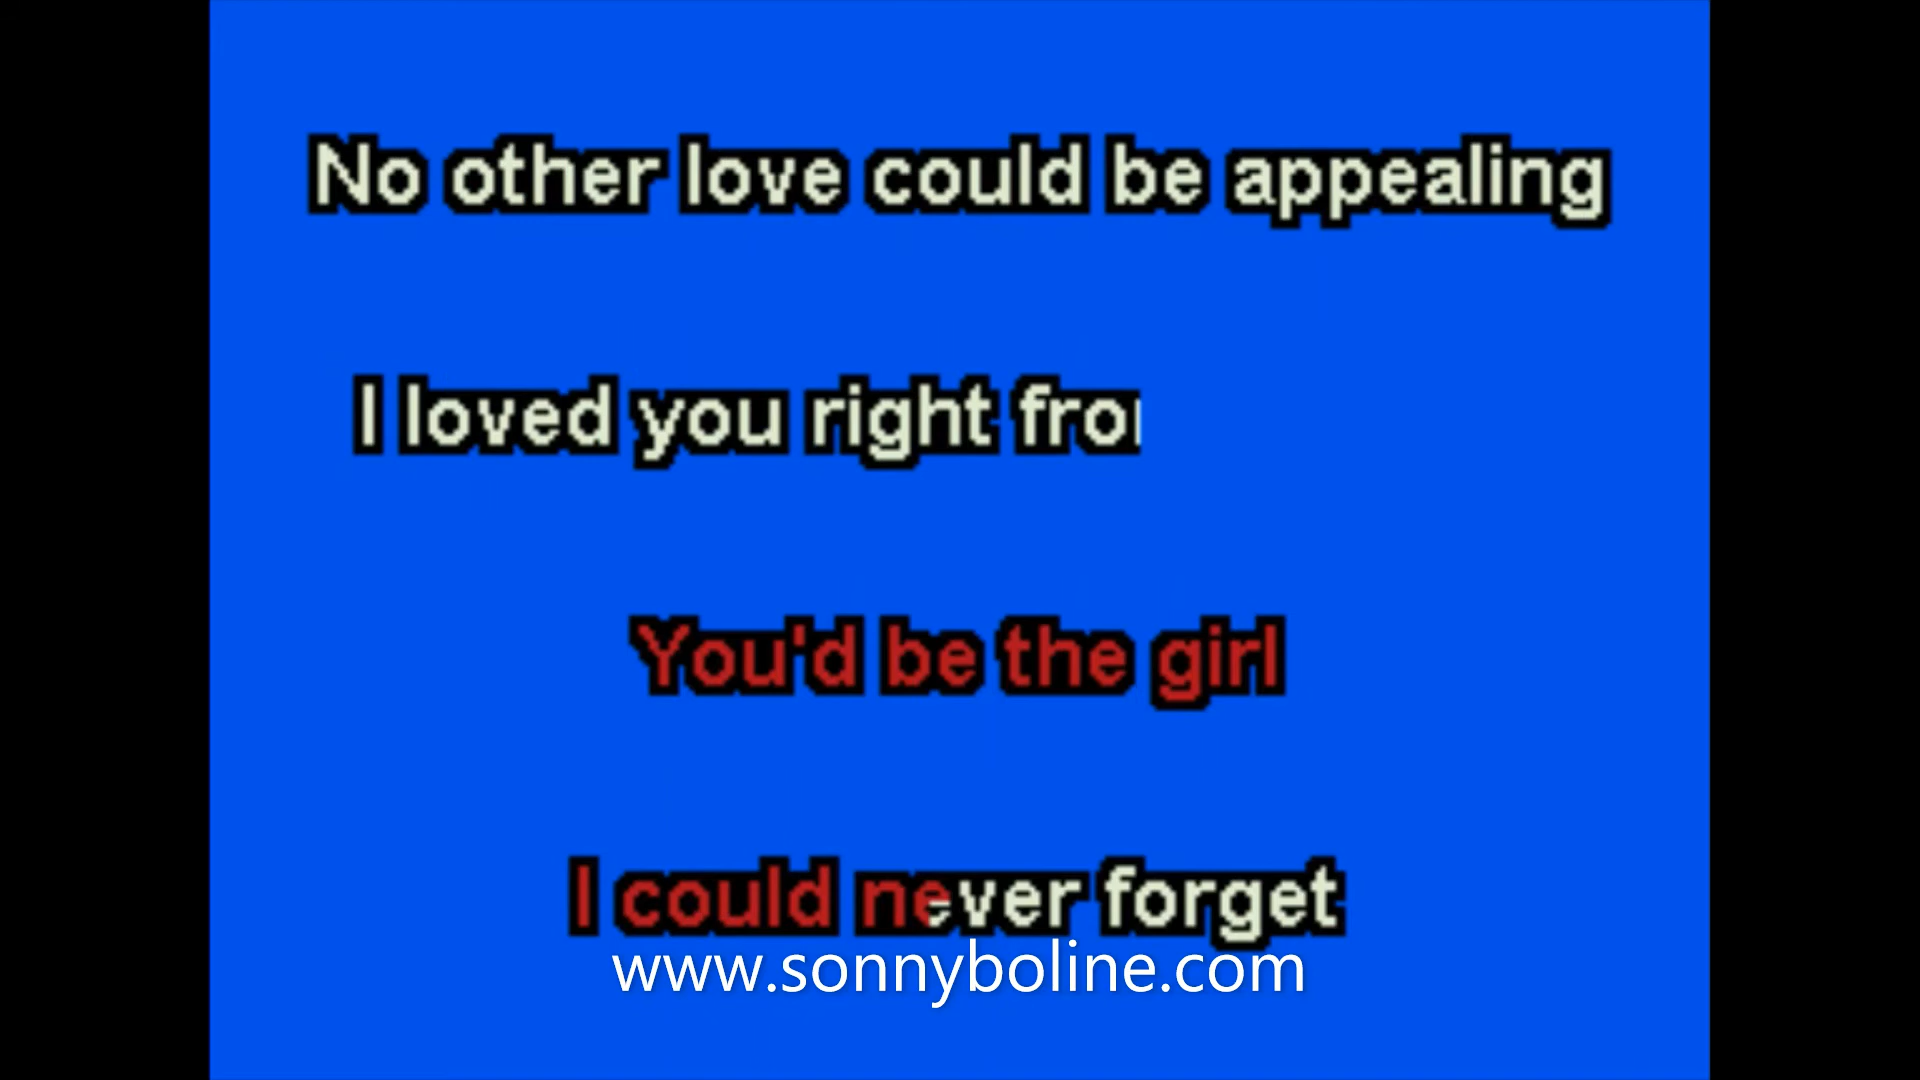 No other love could be appealing
I loved you right fro
You'd be the girl
I could never forget
www.sonnyboline.com